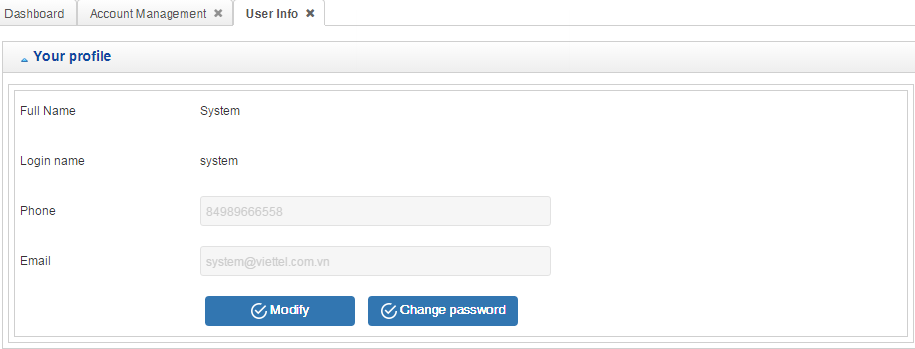 Dashboard Account Management User Info
Your profile
Full Name System
Login name system
Phone 84989666558
Email system@viettel.com.vn
Modify Change password